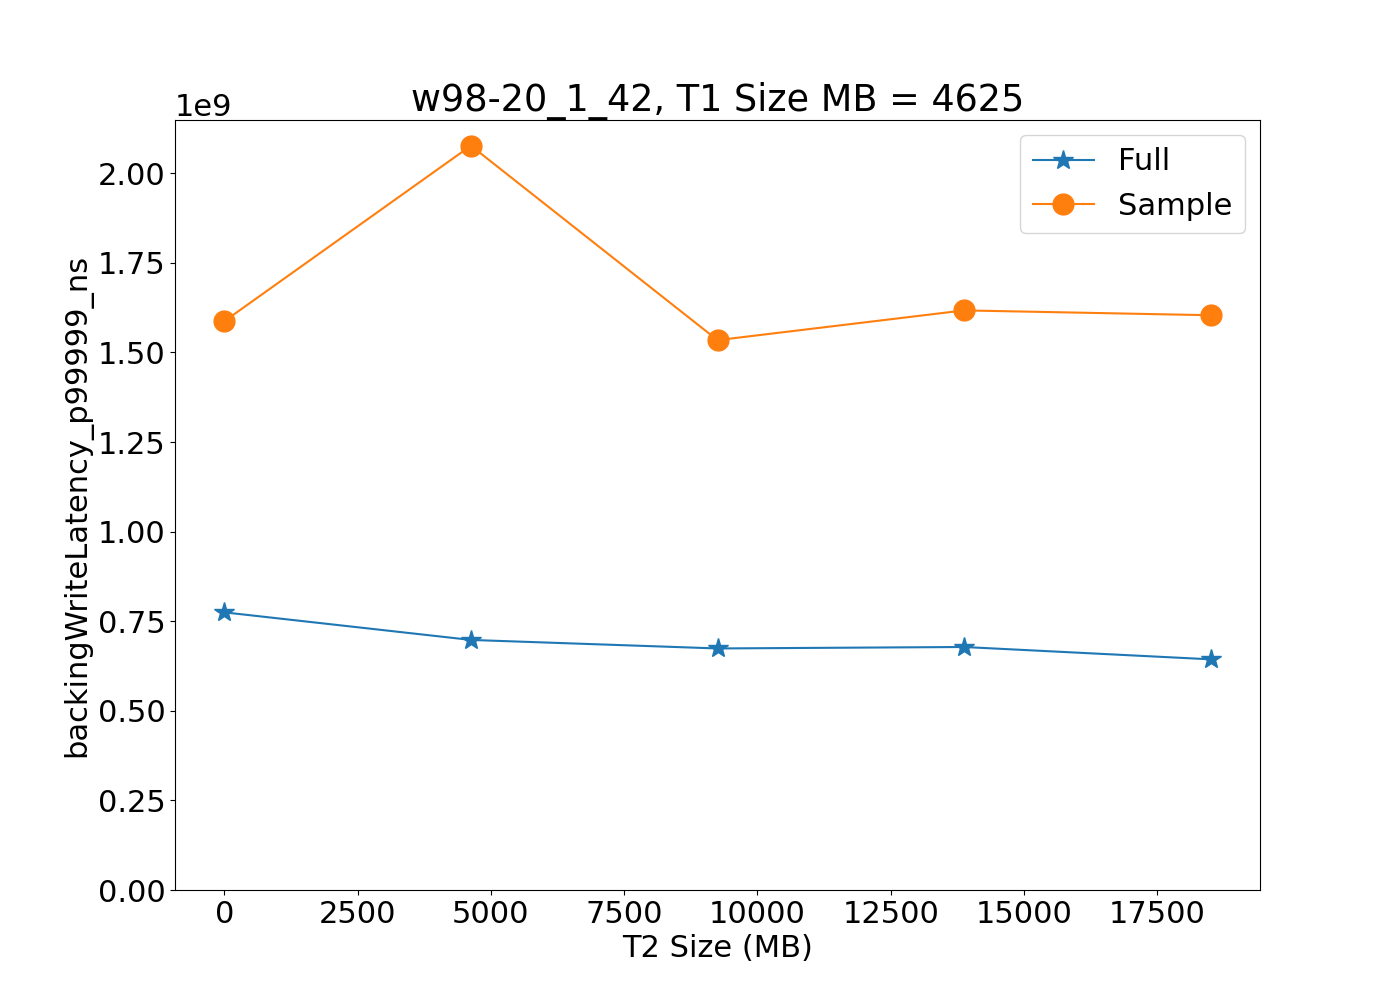 w98-20_1_42, T1 Size MB = 4625
1e9
2.00
1.75
1.50
1.25
1.00
0.75
0.50
0.25
0.00
backingWriteLatency_p99999_ns
Full
Sample
0 2500 5000 7500 10000 12500 15000 17500
T2 Size (MB)